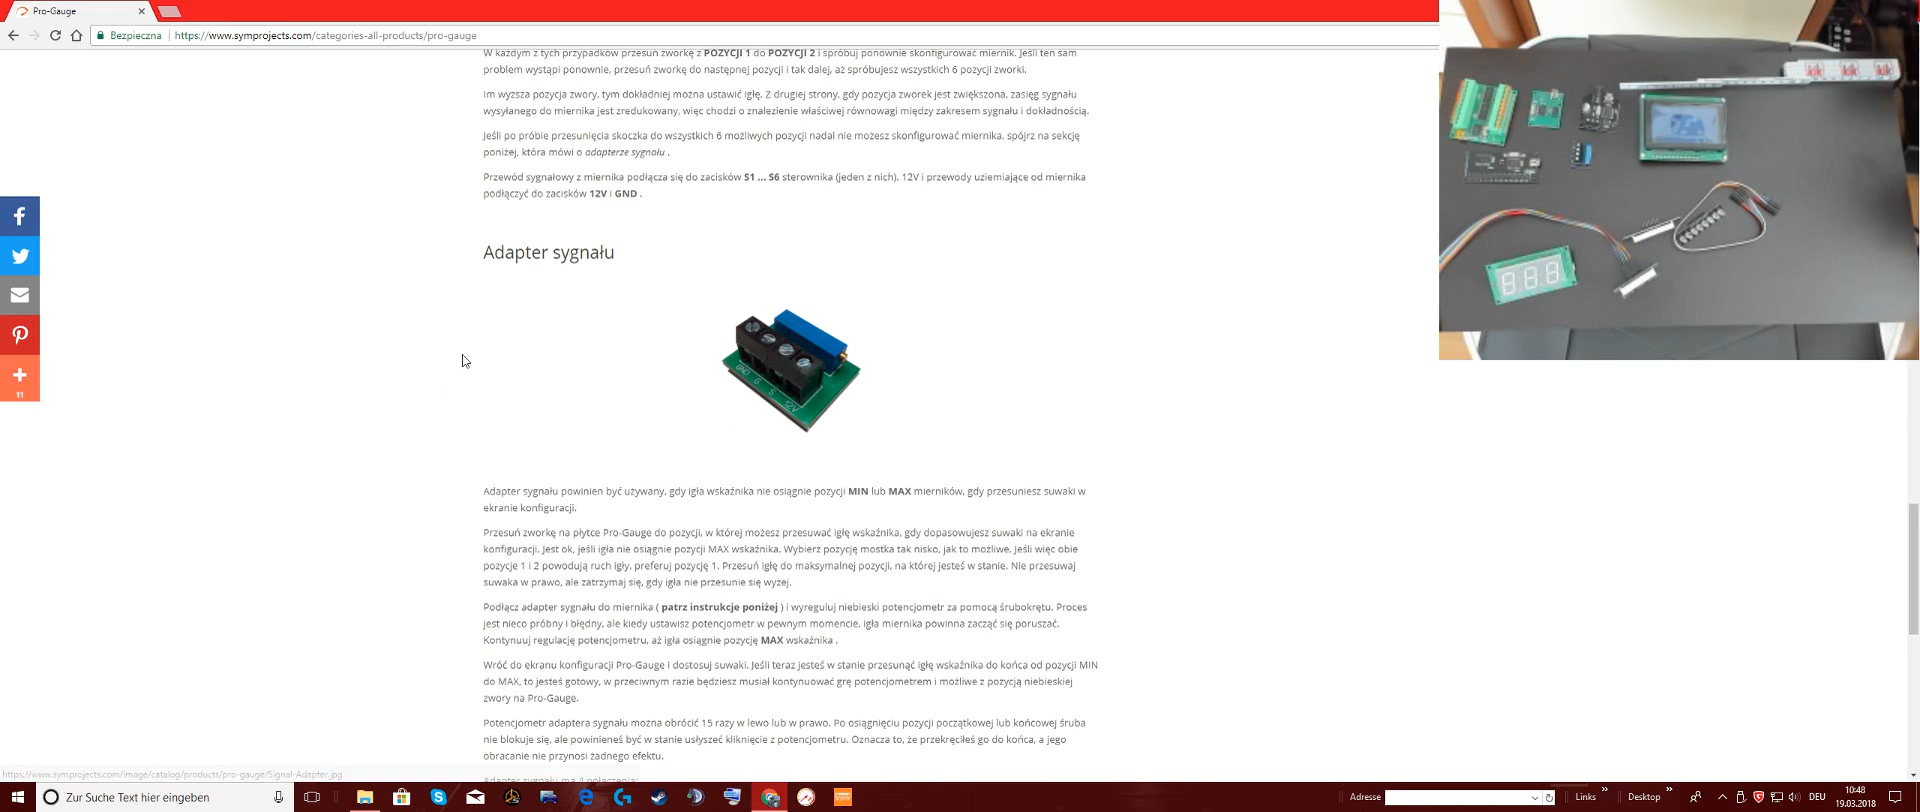 Pro-Gauge
Bezpieczna
https://www.symprojects.com/categories-all-products/pro-gauge
W każdym z tych przypadków przesuń zworkę z POZYCJI 1 do POZYCJI 2 i spróbuj ponownie skonfigurować miernik. Jeśli ten sam
problem wystąpi ponownie, przesuń zworkę do następnej pozycji i tak dalej, aż spróbujesz wszystkich 6 pozycji zworki.
Im wyższa pozycja zwory, tym dokładniej można ustawić igłę. Z drugiej strony, gdy pozycja zworek jest zwiększona, zasięg sygnału
wysyłanego do miernika jest zredukowany, więc chodzi o znalezienie właściwej równowagi między zakresem sygnału i dokładnością.
Jeśli po próbie przesunięcia skoczka do wszystkich 6 możliwych pozycji nadal nie możesz skonfigurować miernika, spójrz na sekcję
poniżej, która mówi o adapterze sygnału .
Przewód sygnałowy z miernika podłącza się do zacisków S1 ... S6 sterownika (jeden z nich). 12V i przewody uziemiające od miernika
podłączyć do zacisków 12V i GND .
Adapter sygnału
GND G S 12V
Adapter sygnału powinien być używany, gdy igła wskaźnika nie osiągnie pozycji MIN lub MAX mierników, gdy przesuniesz suwaki w
ekranie konfiguracji.
Przesuń zworkę na płytce Pro-Gauge do pozycji, w której możesz przesuwać igłę wskaźnika, gdy dopasowujesz suwaki na ekranie
konfiguracji. Jest ok, jeśli igła nie osiągnie pozycji MAX wskaźnika. Wybierz pozycję mostka tak nisko, jak to możliwe. Jeśli więc obie
pozycje 1 i 2 powodują ruch igły, preferuj pozycję 1. Przesuń igłę do maksymalnej pozycji, na której jesteś w stanie. Nie przesuwaj
suwaka w prawo, ale zatrzymaj się, gdy igła nie przesunie się wyżej.
Podłącz adapter sygnału do miernika ( patrz instrukcje poniżej ) i wyreguluj niebieski potencjometr za pomocą śrubokrętu. Proces
jest nieco próbny i błędny, ale kiedy ustawisz potencjometr w pewnym momencie, igła miernika powinna zacząć się poruszać.
Kontynuuj regulację potencjometru, aż igła osiągnie pozycję MAX wskaźnika .
Wróć do ekranu konfiguracji Pro-Gauge i dostosuj suwaki. Jeśli teraz jesteś w stanie przesunąć igłę wskaźnika do końca od pozycji MIN
do MAX, to jesteś gotowy, w przeciwnym razie będziesz musiał kontynuować grę potencjometrem i możliwe z pozycją niebieskiej
zwory na Pro-Gauge.
Potencjometr adaptera sygnału można obrócić 15 razy w lewo lub w prawo. Po osiągnięciu pozycji początkowej lub końcowej śruba
nie blokuje się, ale powinieneś być w stanie usłyszeć kliknięcie z potencjometru. Oznacza to, że przekręciłeś go do końca, a jego
obracanie nie przynosi żadnego efektu.
Adapter sygnału ma 4 połączenia:
11
kik kik kik
888
https://www.symprojects.com/image/catalog/products/pro-gauge/Signal-Adapter.jpg
Zur Suche Text hier eingeben
Adresse
Links
Desktop
DEU
10:48
19.03.2018